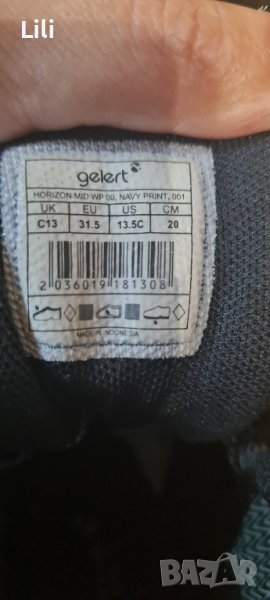 Lili
gelert
HORIZON MID WP 00, NAVY PRINT, 001
UK EU US CM
C13 31.5 13.5C 20
2 036019 181308
MADE IN INDONESIA
BAZAR